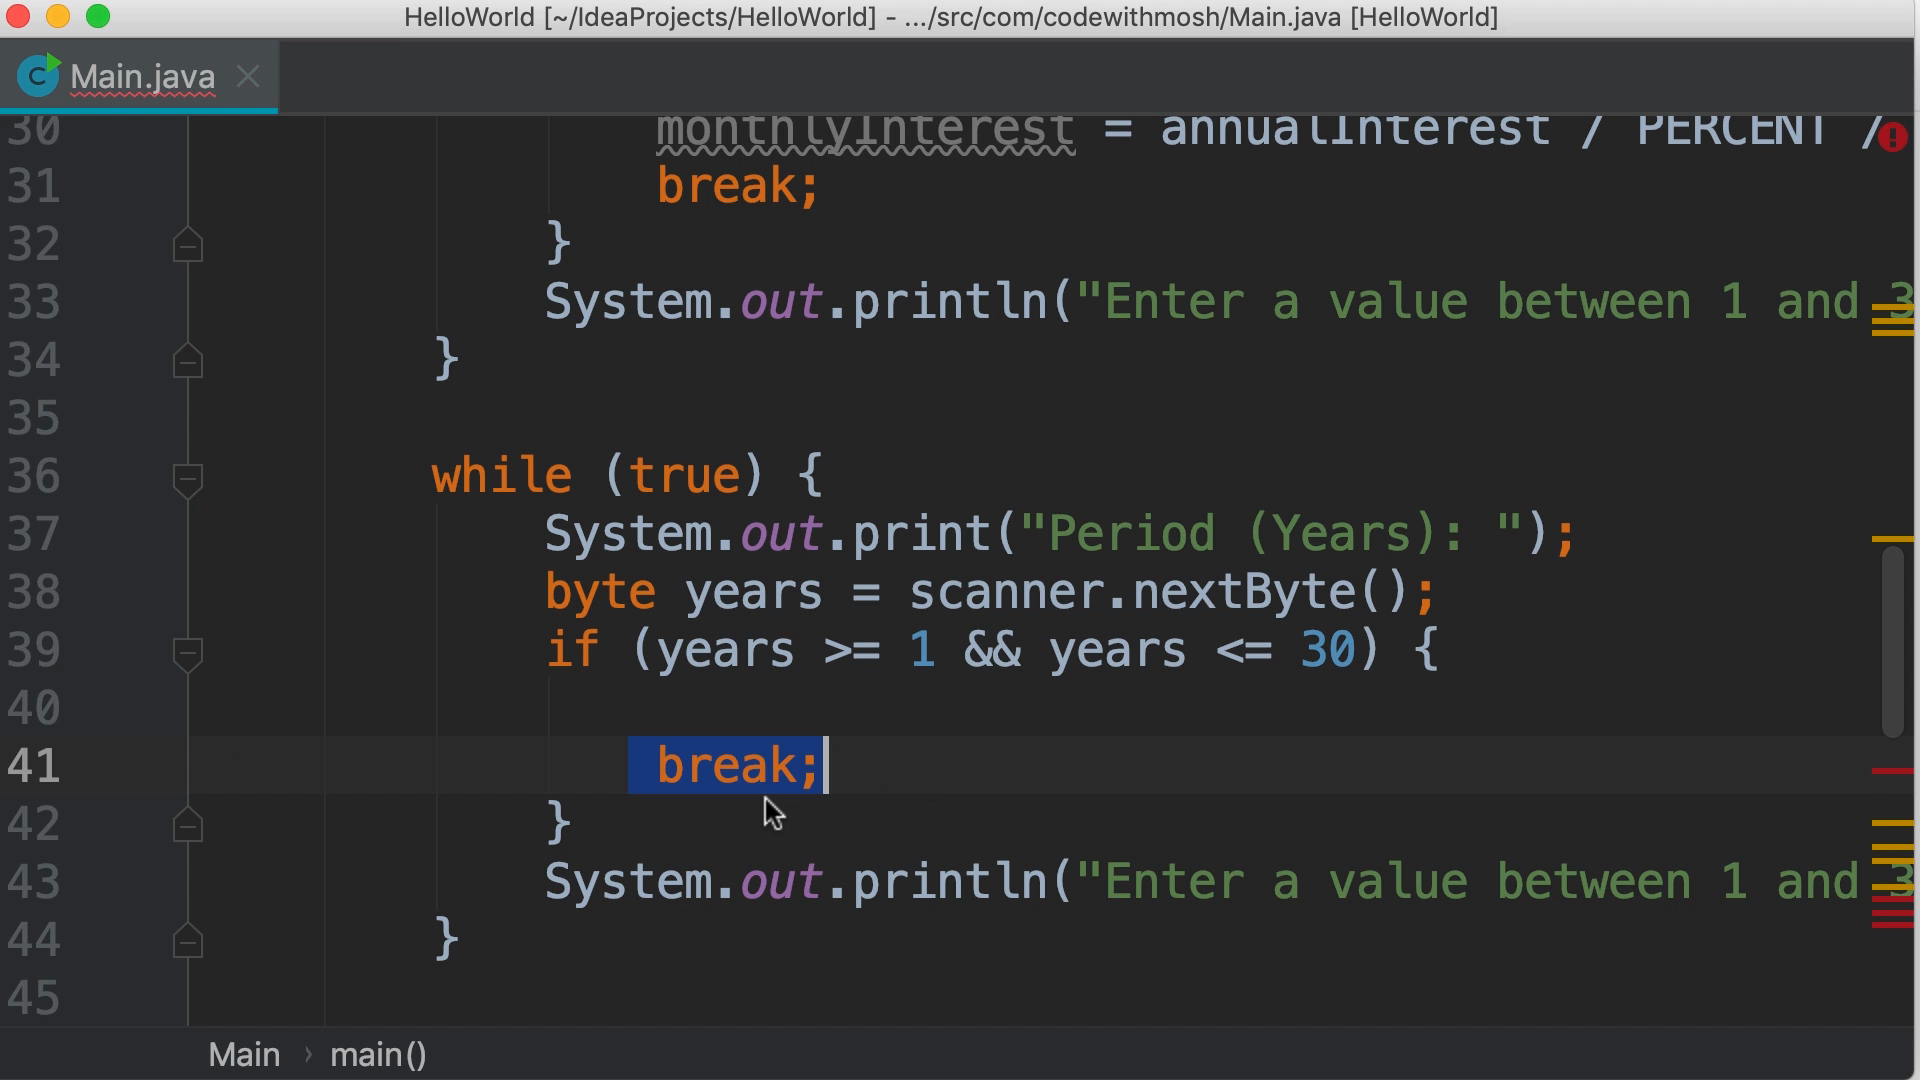 HelloWorld [~/IdeaProjects/HelloWorld] - .../src/com/codewithmosh/Main.java [HelloWorld]
Main.java
30 monthlyInterest = annualInterest / PERCENT /
31 break;
32 }
33 System.out.println("Enter a value between 1 and 3
34 }
35
36 while (true) {
37 System.out.print("Period (Years): ");
38 byte years = scanner.nextByte();
39 if (years >= 1 && years <= 30) {
40
41 break;
42 }
43 System.out.println("Enter a value between 1 and 3
44 }
45
Main › main()